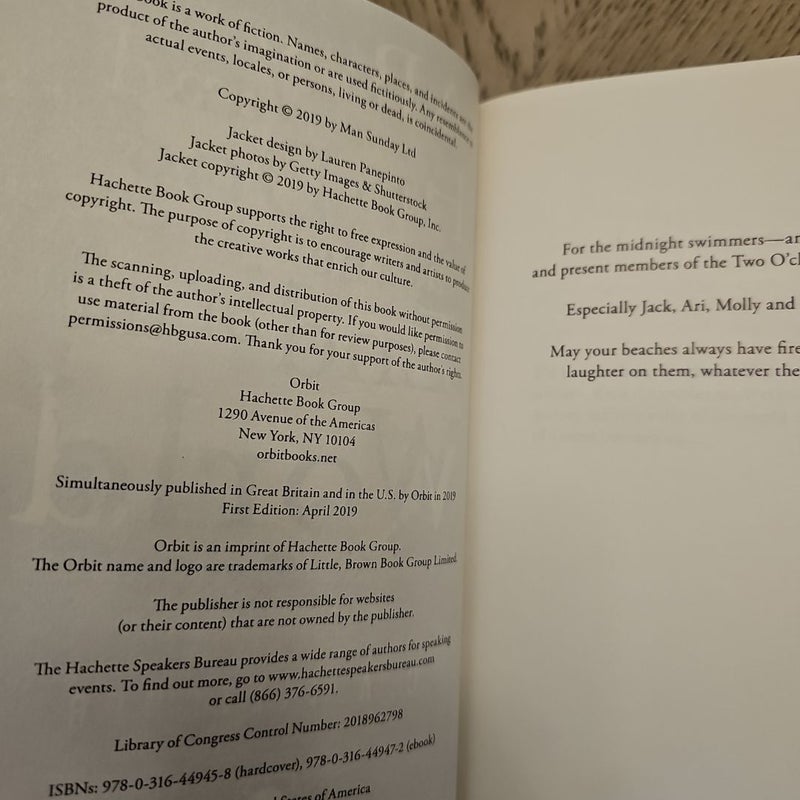 ook is a work of fiction. Names, characters, places, and incidents are the
product of the author's imagination or are used fictitiously. Any resemblance to
actual events, locales, or persons, living or dead, is coincidental.
Copyright © 2019 by Man Sunday Ltd
Jacket design by Lauren Panepinto
Jacket photos by Getty Images & Shutterstock
Jacket copyright © 2019 by Hachette Book Group, Inc.
Hachette Book Group supports the right to free expression and the value of
copyright. The purpose of copyright is to encourage writers and artists to produce
the creative works that enrich our culture.
The scanning, uploading, and distribution of this book without permission
is a theft of the author's intellectual property. If you would like permission to
use material from the book (other than for review purposes), please contact
permissions@hbgusa.com. Thank you for your support of the author's rights.
Orbit
Hachette Book Group
1290 Avenue of the Americas
New York, NY 10104
orbitbooks.net
Simultaneously published in Great Britain and in the U.S. by Orbit in 2019
First Edition: April 2019
Orbit is an imprint of Hachette Book Group.
The Orbit name and logo are trademarks of Little, Brown Book Group Limited.
The publisher is not responsible for websites
(or their content) that are not owned by the publisher.
The Hachette Speakers Bureau provides a wide range of authors for speaking
events. To find out more, go to www.hachettespeakersbureau.com
or call (866) 376-6591.
Library of Congress Control Number: 2018962798
ISBNs: 978-0-316-44945-8 (hardcover), 978-0-316-44947-2 (ebook)
States of America
For the midnight swimmers—
and present members of the Two O'cl
Especially Jack, Ari, Molly and
May your beaches always have fire
laughter on them, whatever the